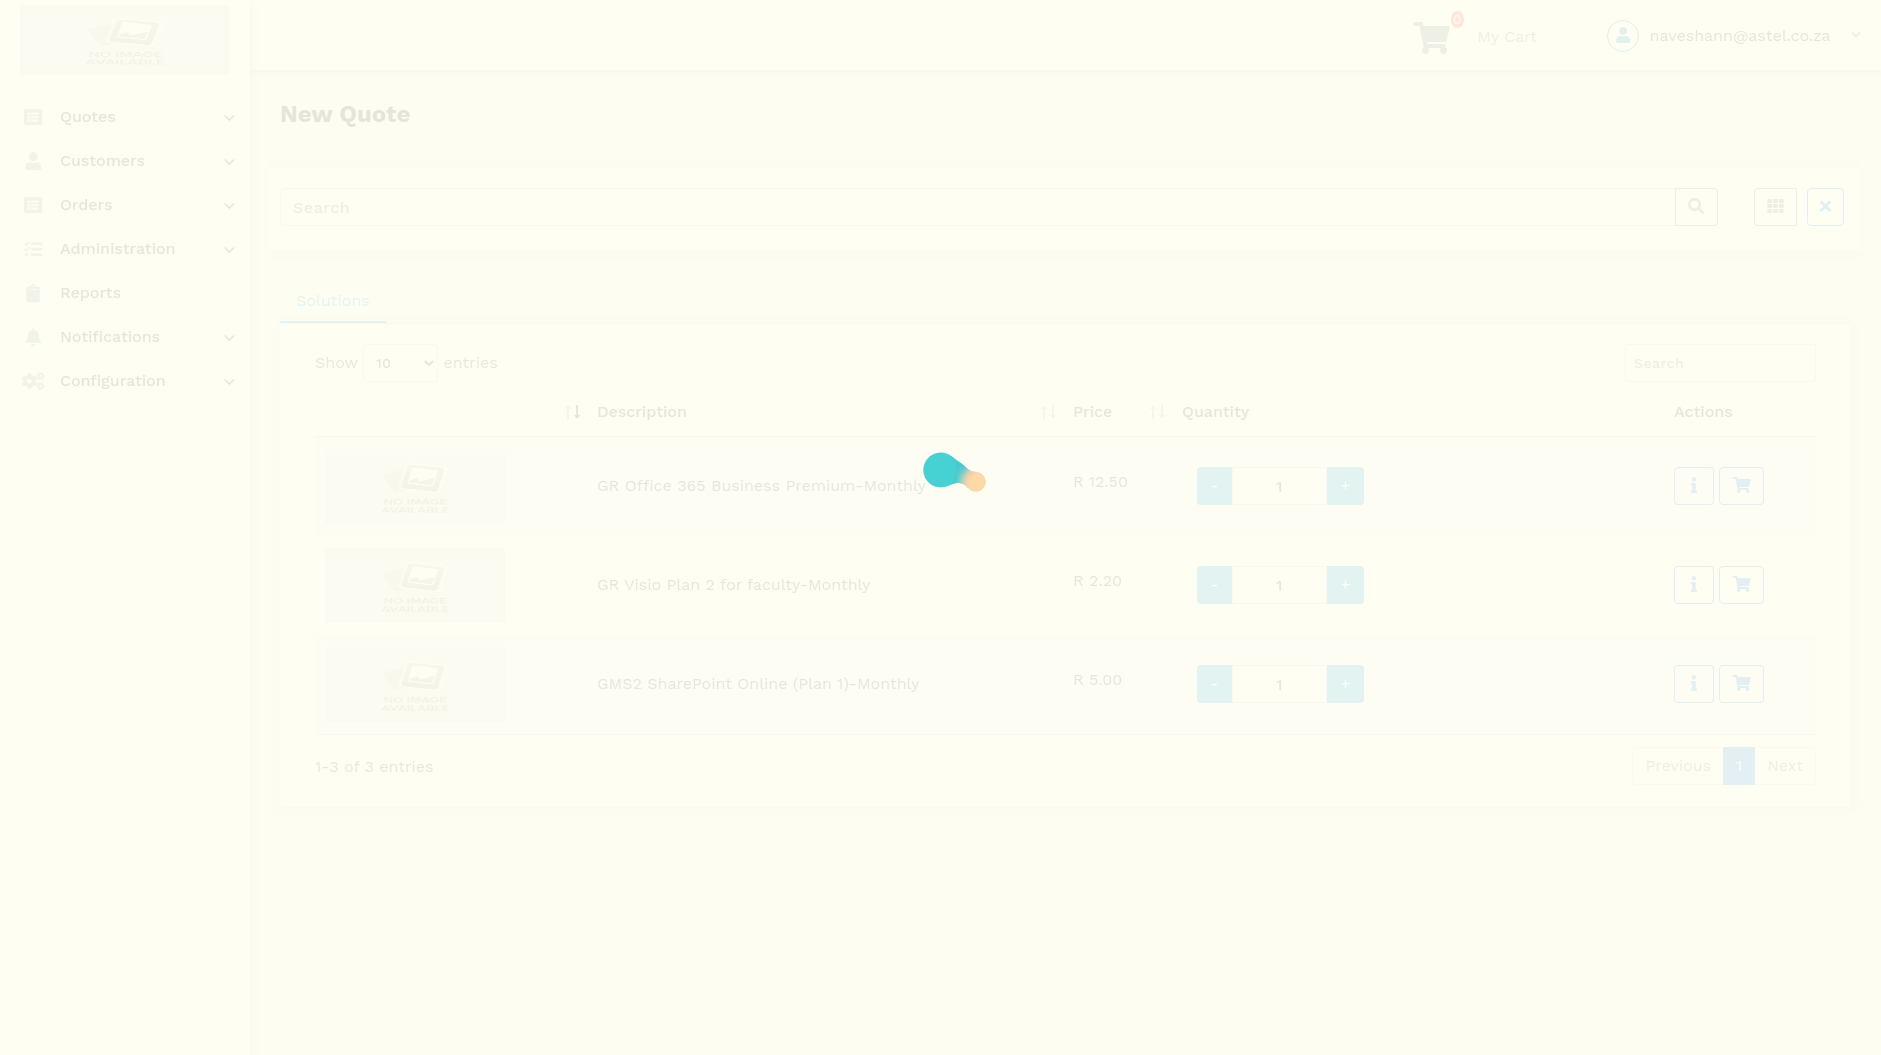 NO IMAGE
AVAILABLE
0
My Cart
naveshann@astel.co.za
Quotes
Customers
Orders
Administration
Reports
Notifications
Configuration
New Quote
Search
Solutions
Show 10 entries
Search
Description Price Quantity Actions
NO IMAGE
AVAILABLE
GR Office 365 Business Premium-Monthly R 12.50 - 1 +
NO IMAGE
AVAILABLE
GR Visio Plan 2 for faculty-Monthly R 2.20 - 1 +
NO IMAGE
AVAILABLE
GMS2 SharePoint Online (Plan 1)-Monthly R 5.00 - 1 +
1-3 of 3 entries
Previous 1 Next